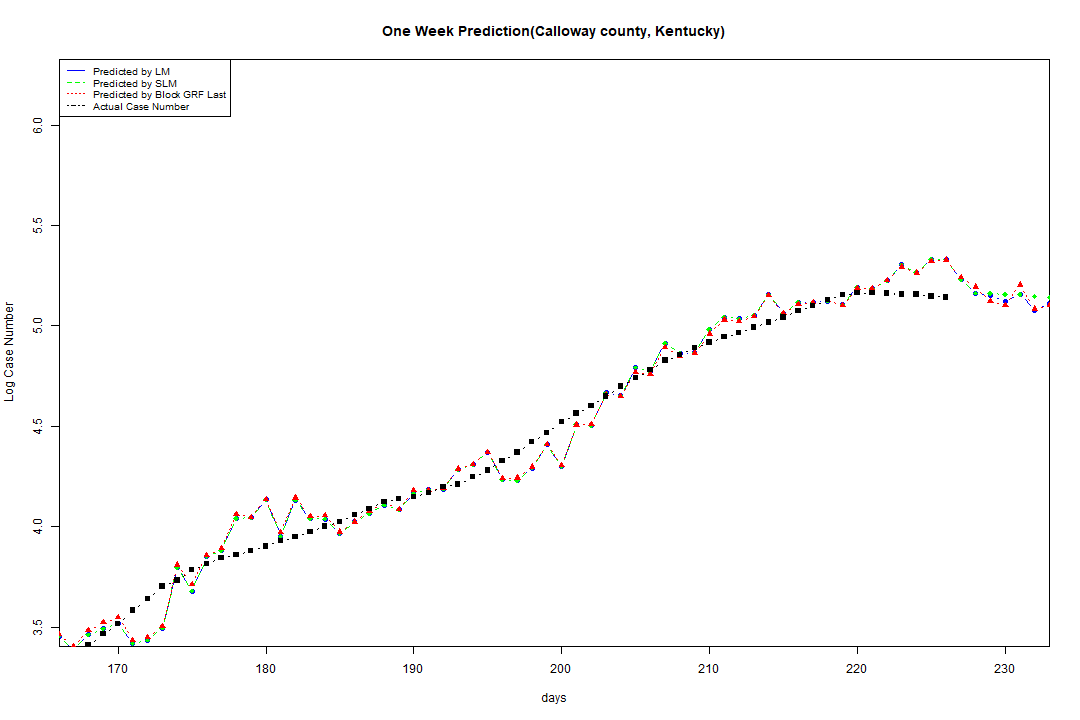 One Week Prediction(Calloway county, Kentucky)
Predicted by LM
Predicted by SLM
Predicted by Block GRF Last
Actual Case Number
Log Case Number
6.0
5.5
5.0
4.5
4.0
3.5
170 180 190 200 210 220 230
days